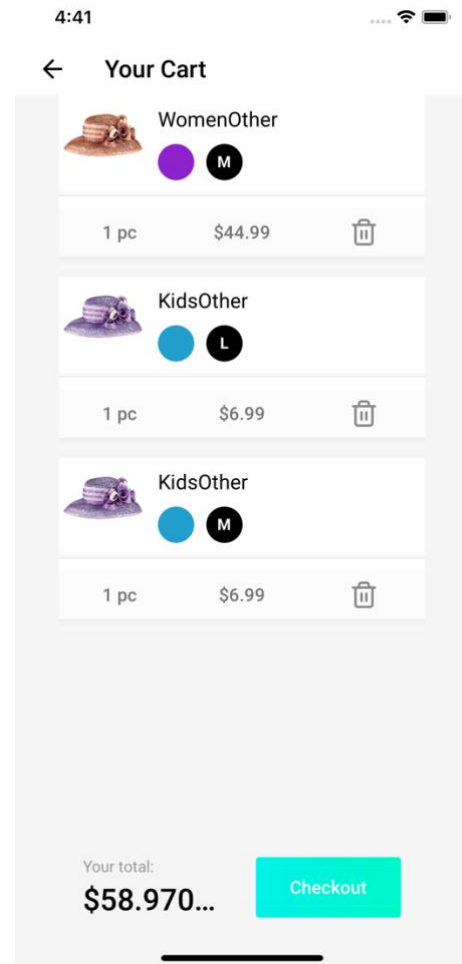 4:41
Your Cart
WomenOther
M
1 pc $44.99
KidsOther
L
1 pc $6.99
KidsOther
M
1 pc $6.99
Your total:
$58.970...
Checkout